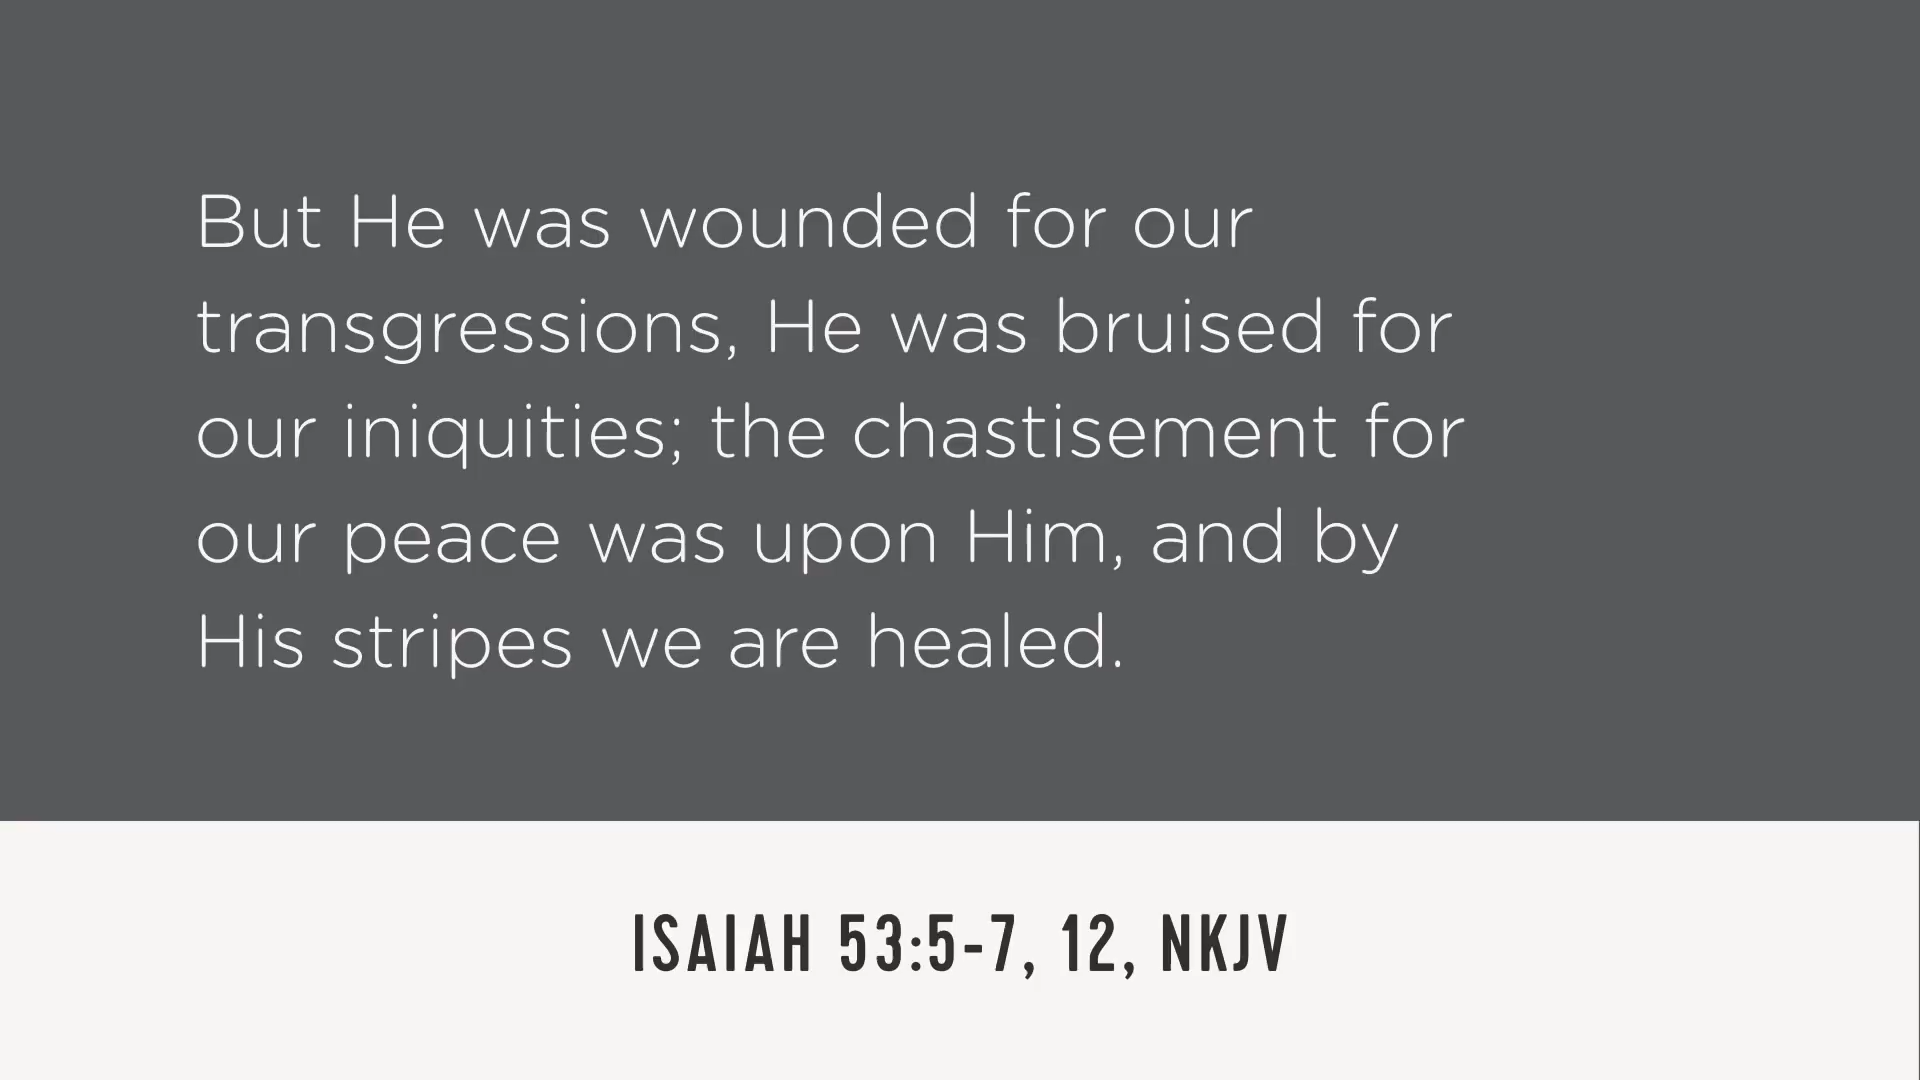 But He was wounded for our
transgressions, He was bruised for
our iniquities; the chastisement for
our peace was upon Him, and by
His stripes we are healed.
ISAIAH 53:5-7, 12, NKJV